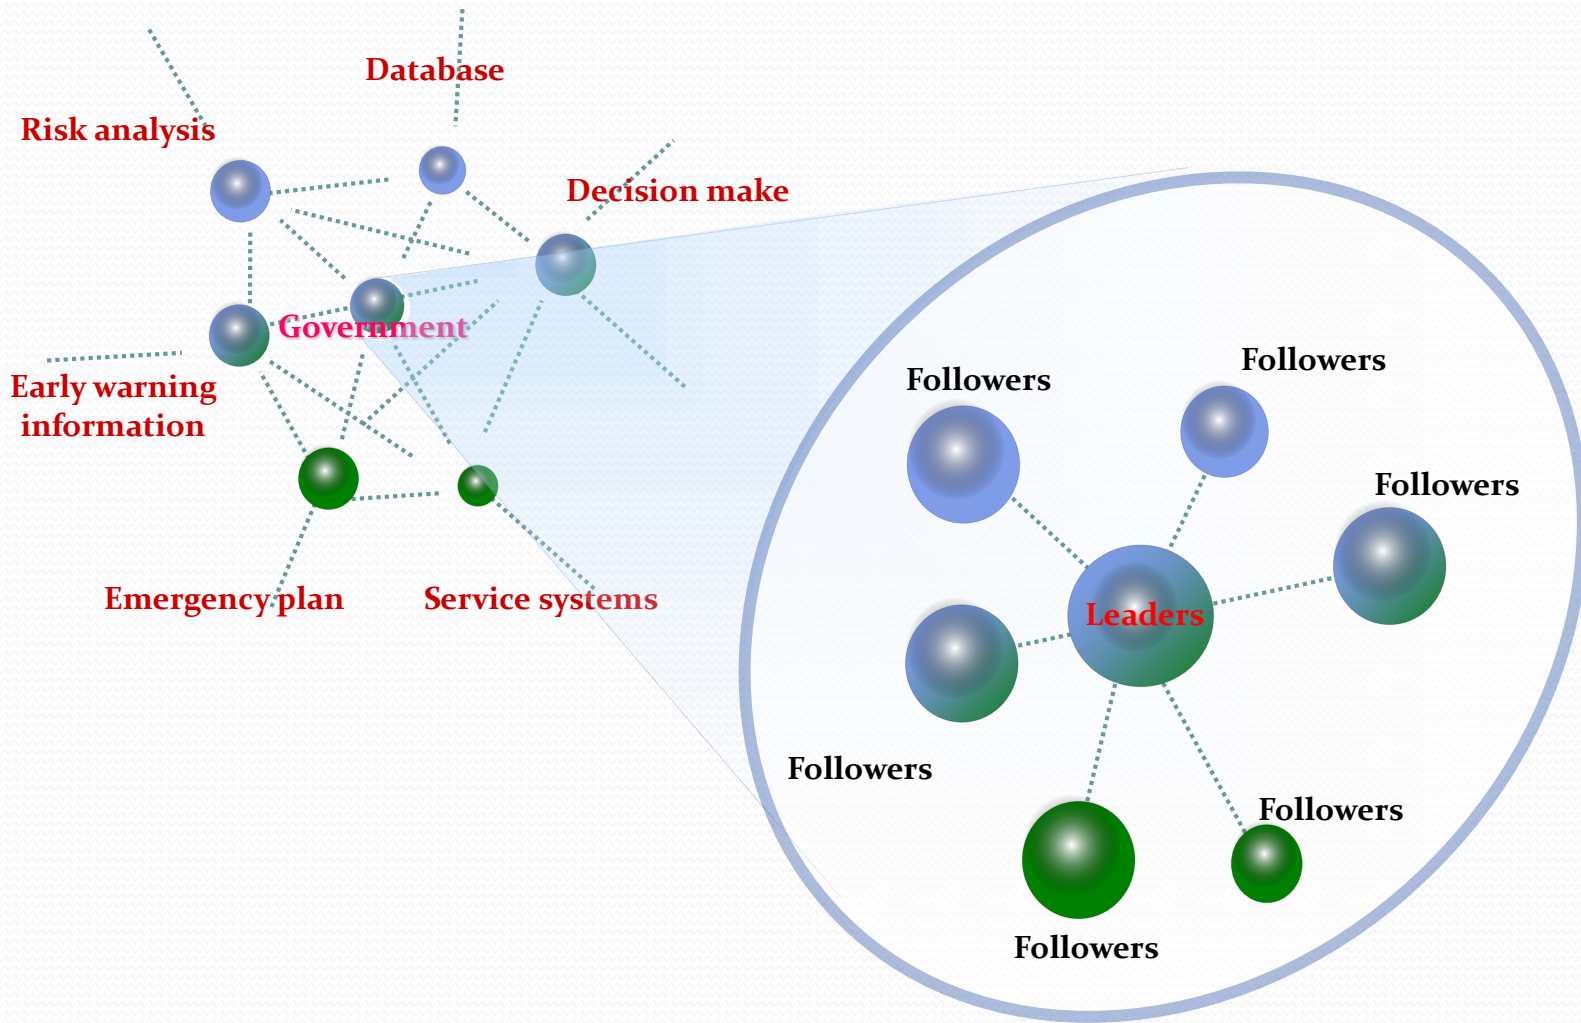 Database
Risk analysis
Decision make
Government
Early warning
information
Emergency plan
Service systems
Followers
Followers
Followers
Leaders
Followers
Followers
Followers